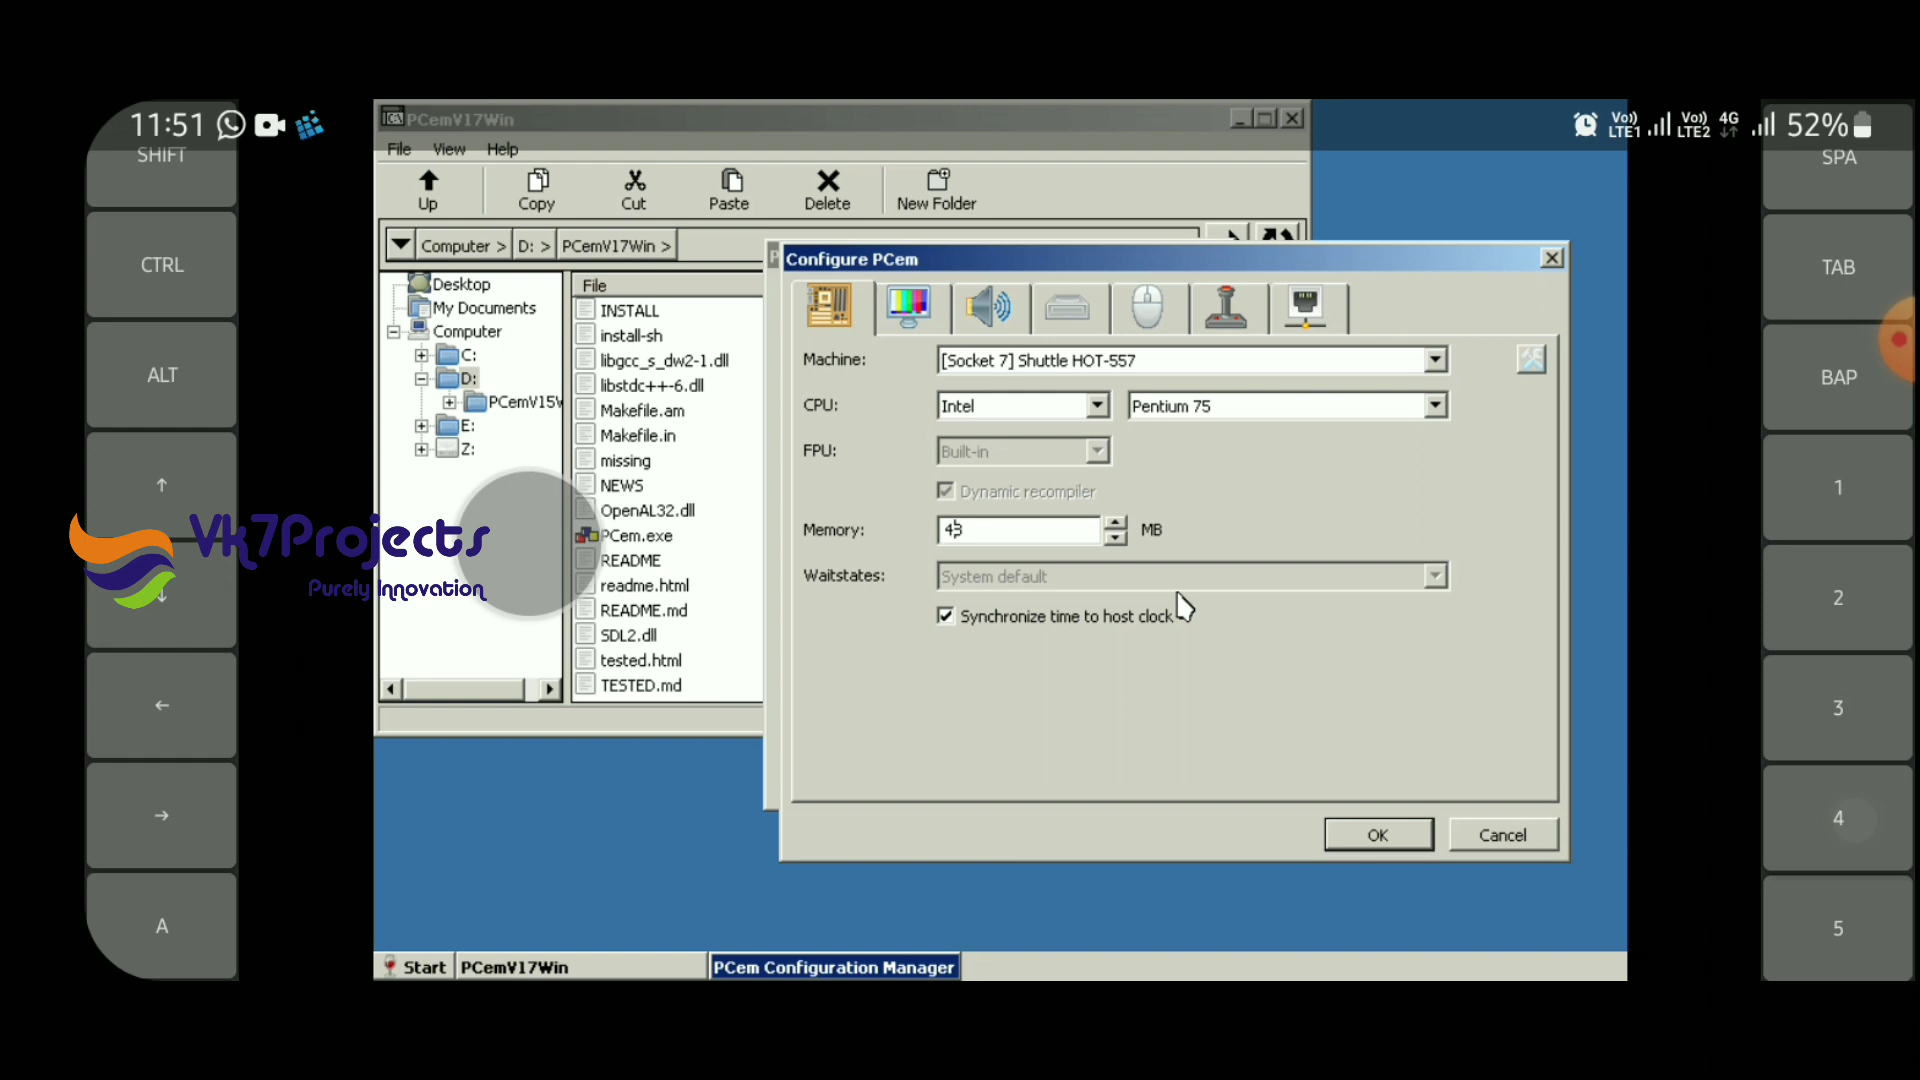 11:51
Vo) LTE1 Vo) LTE2 4G 52%
SHIFT
CTRL
ALT
↑
↓
←
→
A
Vk7Projects
Purely Innovation
PCemV17Win
File View Help
Up Copy Cut Paste Delete New Folder
Computer > D: > PCemV17Win >
Desktop
My Documents
Computer
C:
D:
PCemV15V
E:
Z:
File
INSTALL
install-sh
libgcc_s_dw2-1.dll
libstdc++-6.dll
Makefile.am
Makefile.in
missing
NEWS
OpenAL32.dll
PCem.exe
README
readme.html
README.md
SDL2.dll
tested.html
TESTED.md
P
Configure PCem
Machine: [Socket 7] Shuttle HOT-557
CPU: Intel Pentium 75
FPU: Built-in
Dynamic recompiler
Memory: 43 MB
Waitstates: System default
Synchronize time to host clock
OK Cancel
Start PCemV17Win PCem Configuration Manager
SPA
TAB
BAP
1
2
3
4
5